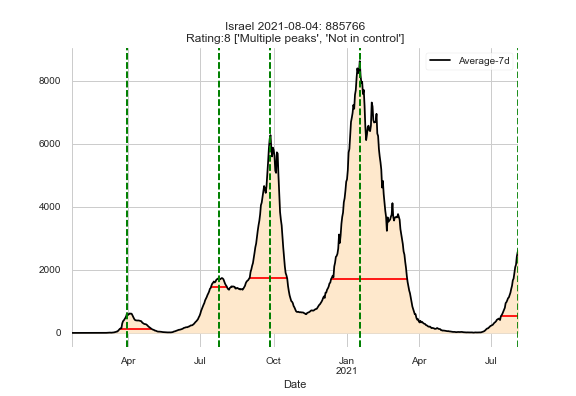 Israel 2021-08-04: 885766
Rating:8 ['Multiple peaks', 'Not in control']
Average-7d
8000
6000
4000
2000
0
Apr
Jul
Oct
Jan
2021
Apr
Jul
Date